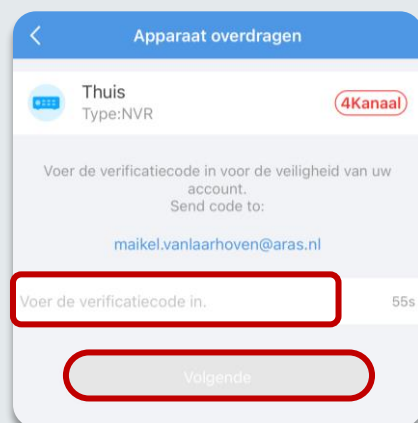 Apparaat overdragen
Thuis
Type:NVR
4Kanaal
Voer de verificatiecode in voor de veiligheid van uw
account.
Send code to:
maikel.vanlaarhoven@aras.nl
Voer de verificatiecode in.
55s
Volgende